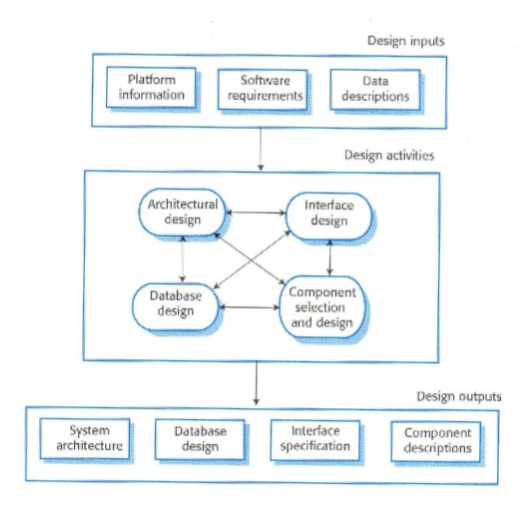 Design inputs
Platform
information
Software
requirements
Data
descriptions
Design activities
Architectural
design
Interface
design
Database
design
Component
selection
and design
Design outputs
System
architecture
Database
design
Interface
specification
Component
descriptions